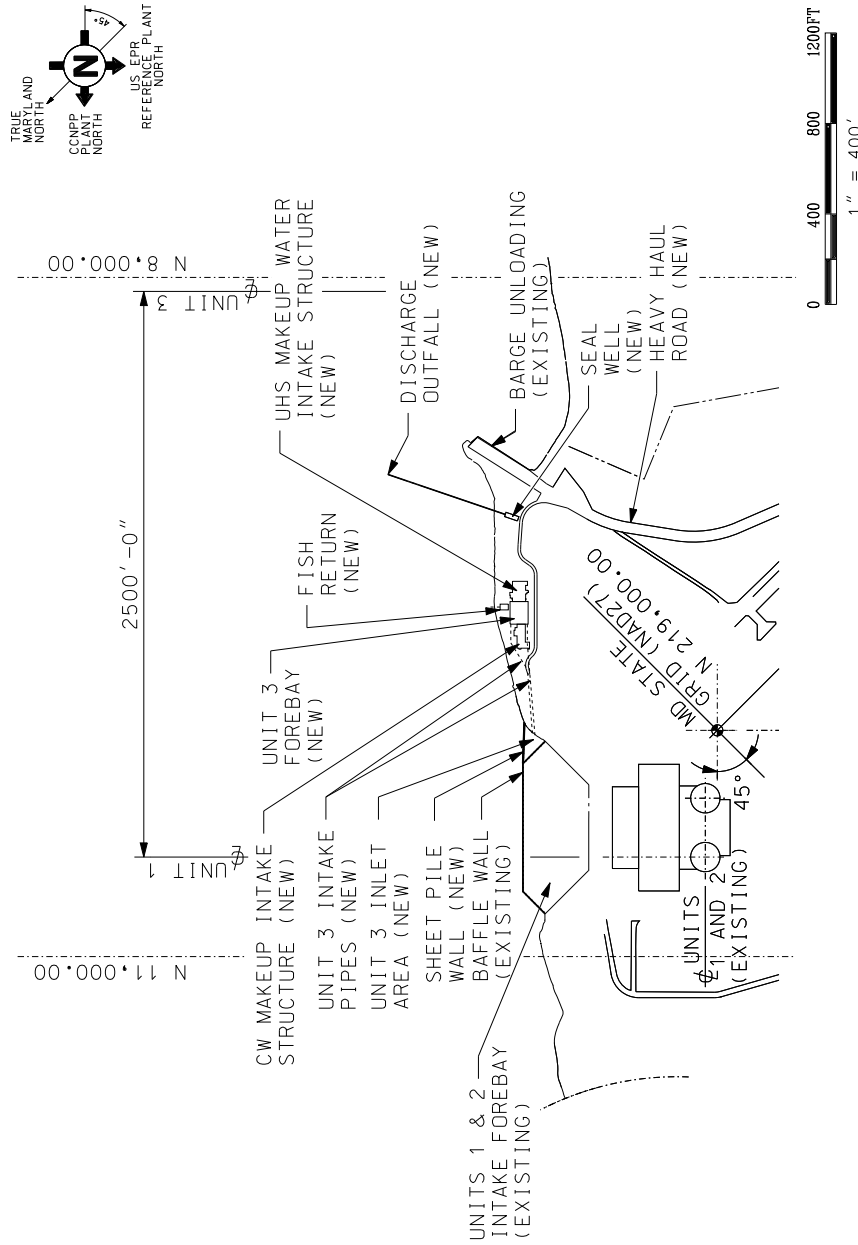 TRUE
MARYLAND
NORTH
CCNPP
PLANT
NORTH
N
45°
US EPR
REFERENCE PLANT
NORTH
N 11,000.00
N 8,000.00
2500'-0"
UNIT 1
UNIT 3
CW MAKEUP INTAKE
STRUCTURE (NEW)
UNIT 3 INTAKE
PIPES (NEW)
UNIT 3 INLET
AREA (NEW)
SHEET PILE
WALL (NEW)
BAFFLE WALL
(EXISTING)
UNITS 1 & 2
INTAKE FOREBAY
(EXISTING)
UNIT 3
FOREBAY
(NEW)
FISH
RETURN
(NEW)
UHS MAKEUP WATER
INTAKE STRUCTURE
(NEW)
DISCHARGE
OUTFALL (NEW)
BARGE UNLOADING
(EXISTING)
SEAL
WELL
(NEW)
HEAVY HAUL
ROAD (NEW)
MD STATE
GRID (NAD27)
N 219,000.00
45°
UNITS
1 AND 2
(EXISTING)
0 400 800 1200FT
1" = 400'